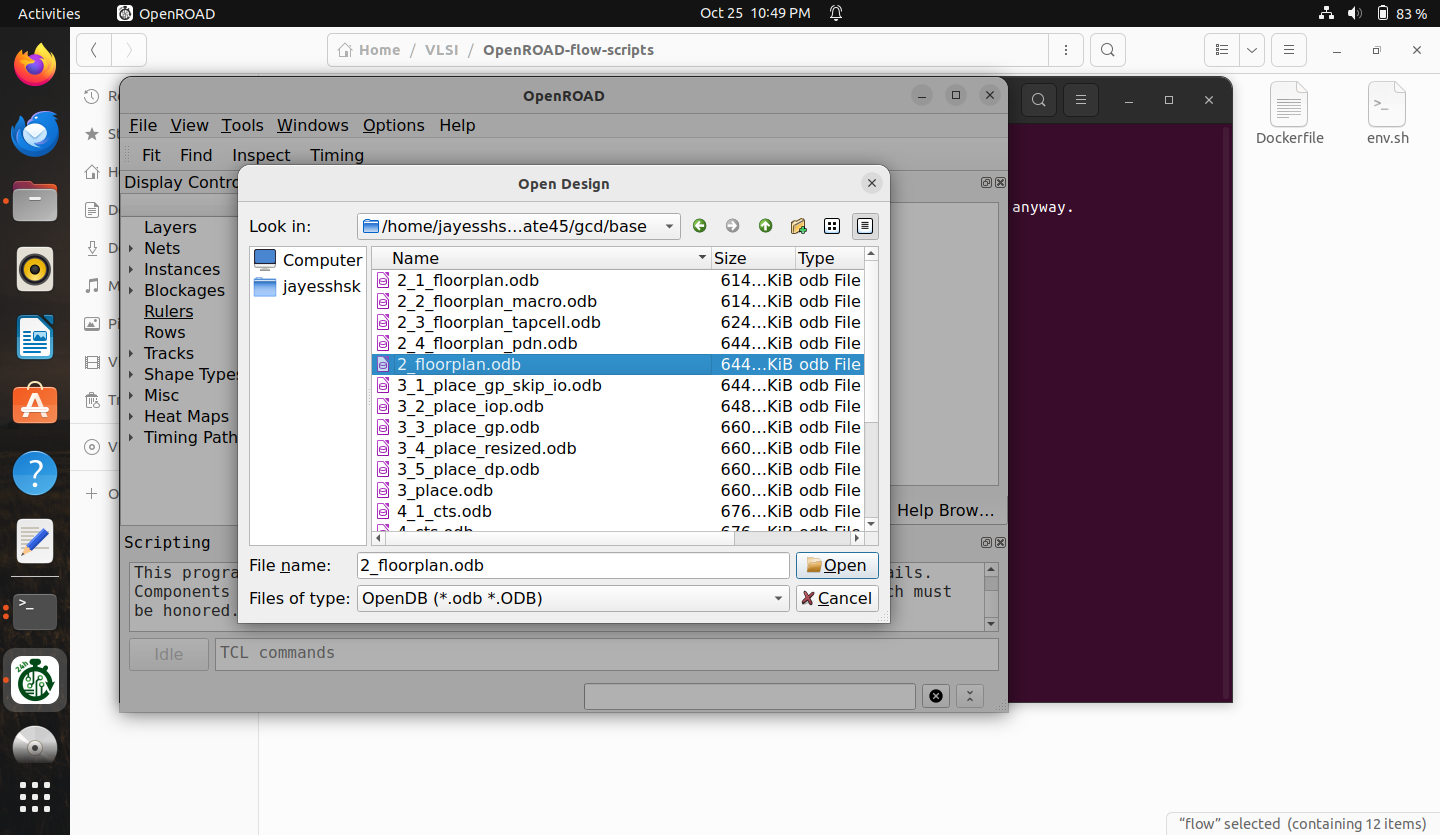 Activities OpenROAD Oct 25 10:49 PM 83 %
Home / VLSI / OpenROAD-flow-scripts
OpenROAD
File View Tools Windows Options Help
Fit Find Inspect Timing
Display Contro
Layers
Nets
Instances
Blockages
Rulers
Rows
Tracks
Shape Types
Misc
Heat Maps
Timing Path
Open Design
Look in: /home/jayesshs...ate45/gcd/base
Computer
jayesshsk
Name Size Type
2_1_floorplan.odb 614...KiB odb File
2_2_floorplan_macro.odb 614...KiB odb File
2_3_floorplan_tapcell.odb 624...KiB odb File
2_4_floorplan_pdn.odb 644...KiB odb File
2_floorplan.odb 644...KiB odb File
3_1_place_gp_skip_io.odb 644...KiB odb File
3_2_place_iop.odb 648...KiB odb File
3_3_place_gp.odb 660...KiB odb File
3_4_place_resized.odb 660...KiB odb File
3_5_place_dp.odb 660...KiB odb File
3_place.odb 660...KiB odb File
4_1_cts.odb 676...KiB odb File
4_cts.odb 676...KiB odb File
File name: 2_floorplan.odb Open
Files of type: OpenDB (*.odb *.ODB) Cancel
Help Brow...
Scripting
This progra ails.
Components ch must
be honored.
Idle TCL commands
anyway.
Dockerfile
env.sh
24h
"flow" selected (containing 12 items)